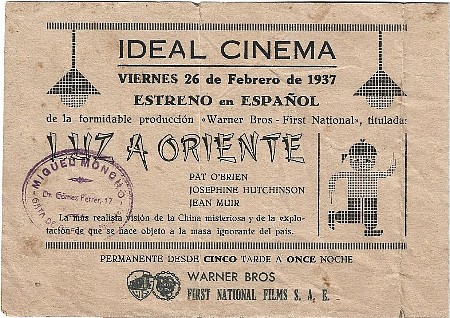 IDEAL CINEMA
VIERNES 26 de Febrero de 1937
ESTRENO en ESPAÑOL
de la formidable producción «Warner Bros - First National», titulada:
LUZ A ORIENTE
PAT O'BRIEN
JOSEPHINE HUTCHINSON
JEAN MUIR
MIGUEL MONCHO
Dr. Gómez Ferrer, 17
La más realista visión de la China misteriosa y de la explo-
tación de que se hace objeto a la masa ignorante del país.
PERMANENTE DESDE CINCO TARDE A ONCE NOCHE
WARNER BROS
FIRST NATIONAL FILMS S. A. E.